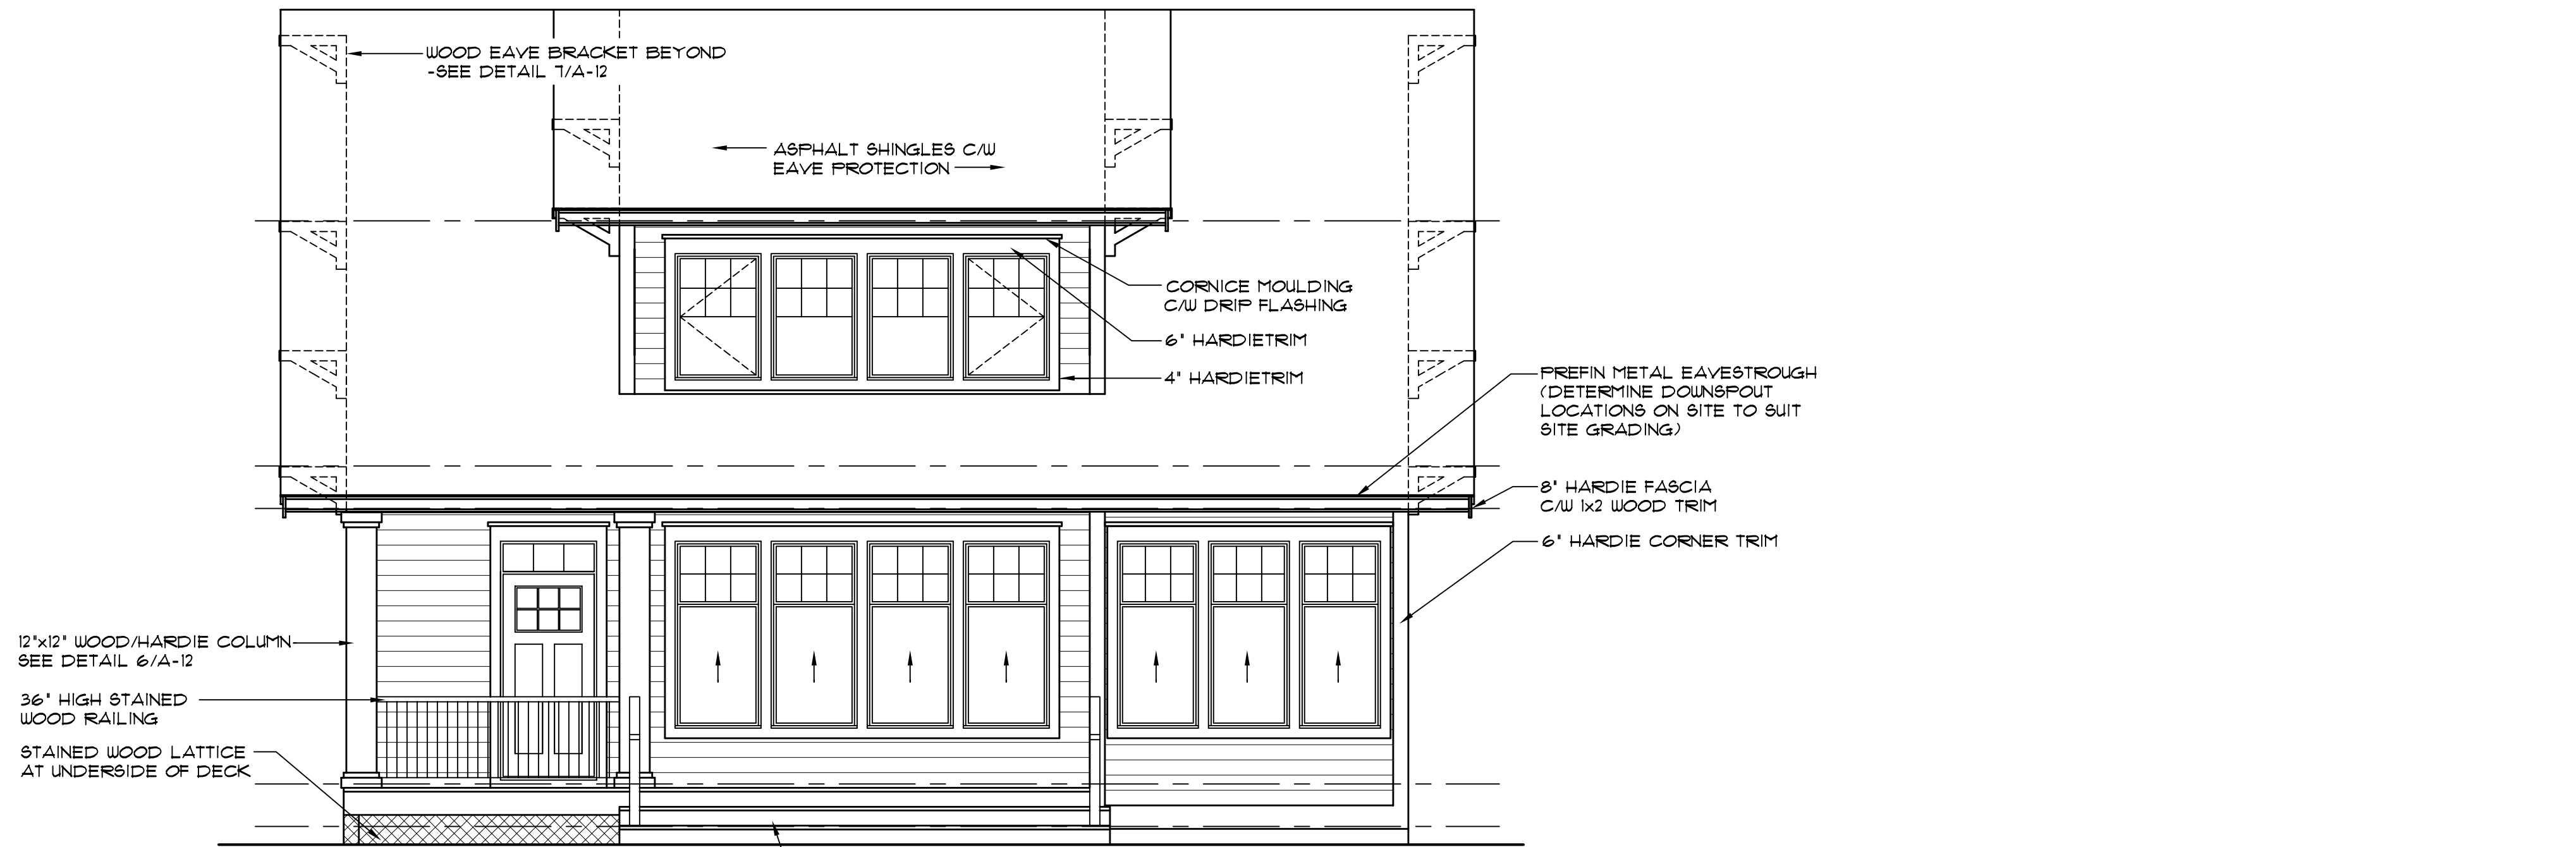 WOOD EAVE BRACKET BEYOND
-SEE DETAIL 7/A-12
ASPHALT SHINGLES C/W
EAVE PROTECTION
CORNICE MOULDING
C/W DRIP FLASHING
6" HARDIETRIM
4" HARDIETRIM
PREFIN METAL EAVESTROUGH
(DETERMINE DOWNSPOUT
LOCATIONS ON SITE TO SUIT
SITE GRADING)
8" HARDIE FASCIA
C/W 1x2 WOOD TRIM
6" HARDIE CORNER TRIM
12"x12" WOOD/HARDIE COLUMN
SEE DETAIL 6/A-12
36" HIGH STAINED
WOOD RAILING
STAINED WOOD LATTICE
AT UNDERSIDE OF DECK